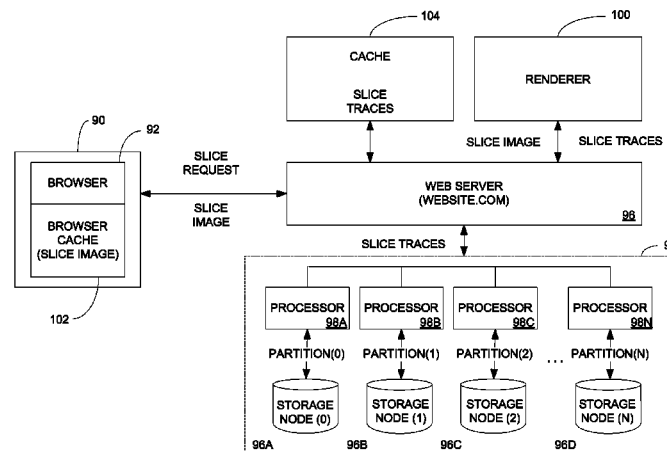 104
100
CACHE
SLICE
TRACES
RENDERER
90
92
SLICE IMAGE
SLICE TRACES
BROWSER
BROWSER
CACHE
(SLICE IMAGE)
102
SLICE
REQUEST
SLICE
IMAGE
WEB SERVER
(WEBSITE.COM)
96
SLICE TRACES
PROCESSOR
98A
PROCESSOR
98B
PROCESSOR
98C
PROCESSOR
98N
PARTITION(0)
PARTITION(1)
PARTITION(2)
...
PARTITION(N)
STORAGE
NODE (0)
STORAGE
NODE (1)
STORAGE
NODE (2)
STORAGE
NODE (N)
96A
96B
96C
96D